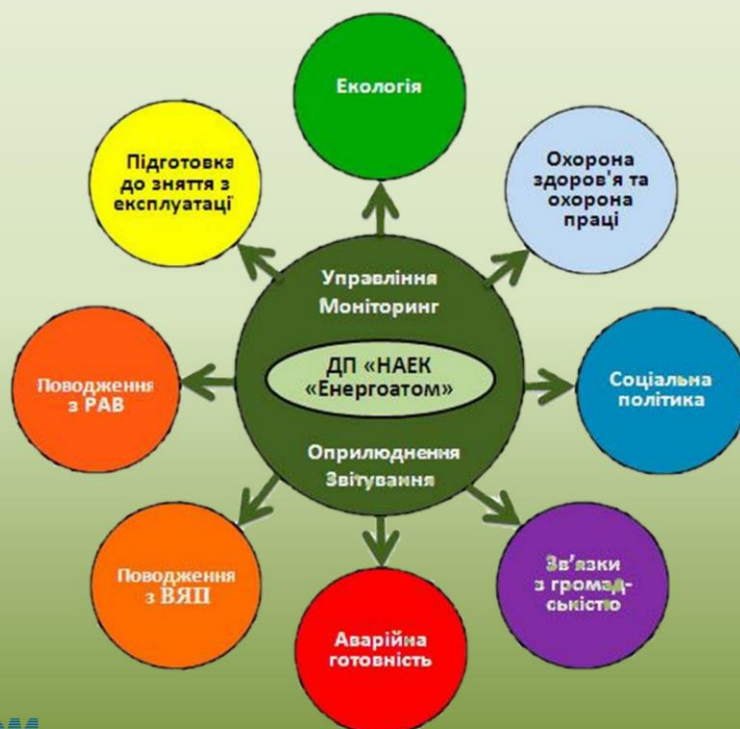 Екологія
Охорона
здоров'я та
охорона
праці
Соціальна
політика
Зв'язки
з громад-
ськістю
Аварійна
готовність
Поводження
з ВЯП
Поводження
з РАВ
Підготовка
до зняття з
експлуатації
Управління
Моніторинг
ДП «НАЕК
«Енергоатом»
Оприлюднення
Звітування